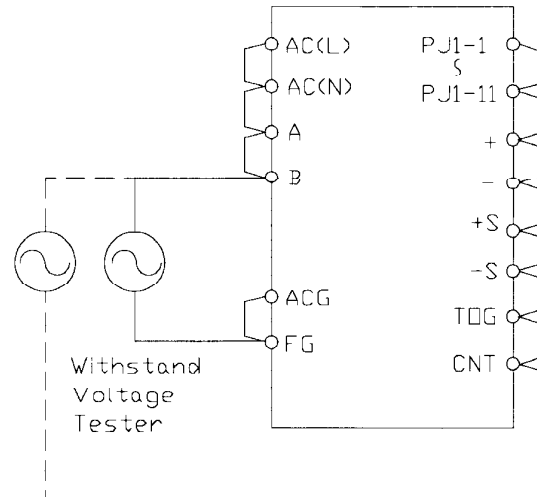 AC(L)
AC(N)
A
B
ACG
FG
PJ1-1
∫
PJ1-11
+
-
+S
-S
TOG
CNT
Withstand
Voltage
Tester